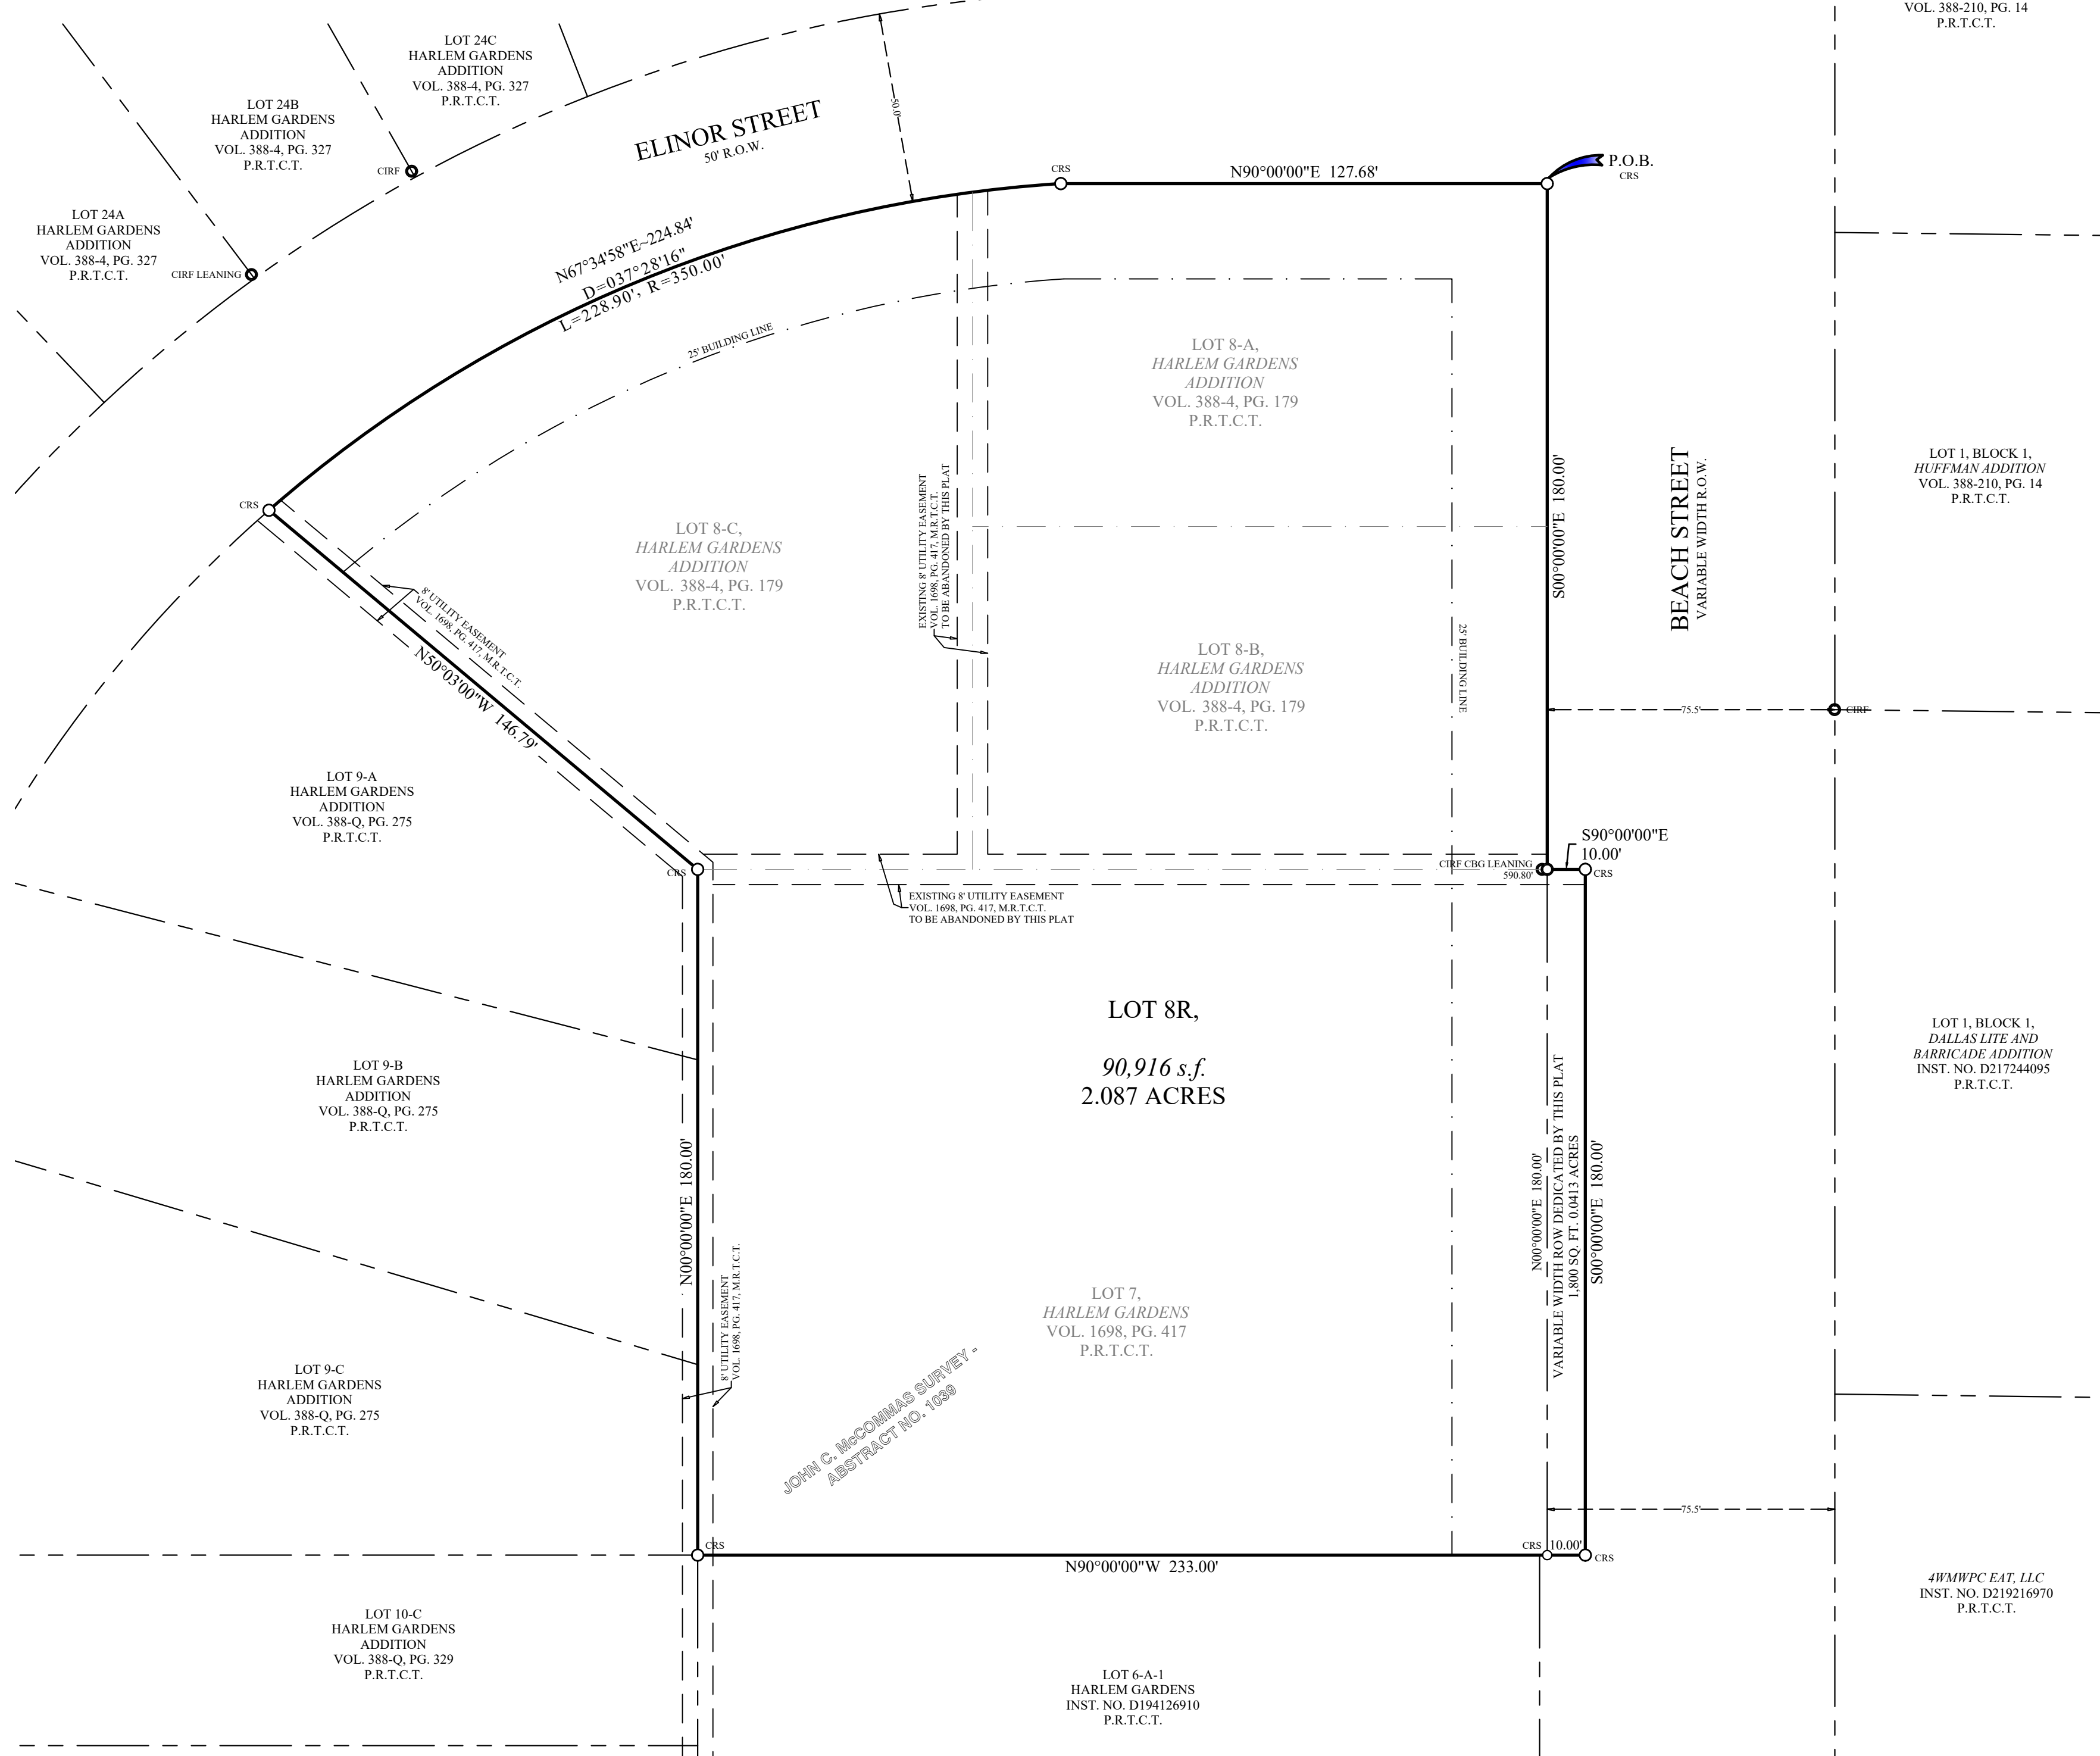 VOL. 388-210, PG. 14
P.R.T.C.T.
LOT 24C
HARLEM GARDENS
ADDITION
VOL. 388-4, PG. 327
P.R.T.C.T.
LOT 24B
HARLEM GARDENS
ADDITION
VOL. 388-4, PG. 327
P.R.T.C.T.
CIRF
LOT 24A
HARLEM GARDENS
ADDITION
VOL. 388-4, PG. 327
P.R.T.C.T.
CIRF LEANING
ELINOR STREET
50' R.O.W.
50.0'
CRS
N90°00'00"E 127.68'
P.O.B.
CRS
N67°34'58"E~224.84'
D=037°28'16"
L=228.90', R=350.00'
25' BUILDING LINE
LOT 8-A,
HARLEM GARDENS
ADDITION
VOL. 388-4, PG. 179
P.R.T.C.T.
S00°00'00"E 180.00'
BEACH STREET
VARIABLE WIDTH R.O.W.
LOT 1, BLOCK 1,
HUFFMAN ADDITION
VOL. 388-210, PG. 14
P.R.T.C.T.
CRS
LOT 8-C,
HARLEM GARDENS
ADDITION
VOL. 388-4, PG. 179
P.R.T.C.T.
EXISTING 8' UTILITY EASEMENT
VOL. 1698, PG. 417, M.R.T.C.T.
TO BE ABANDONED BY THIS PLAT
8' UTILITY EASEMENT
VOL. 1698, PG. 417, M.R.T.C.T.
N50°03'00"W 146.79'
LOT 8-B,
HARLEM GARDENS
ADDITION
VOL. 388-4, PG. 179
P.R.T.C.T.
25' BUILDING LINE
75.5'
CIRF
LOT 9-A
HARLEM GARDENS
ADDITION
VOL. 388-Q, PG. 275
P.R.T.C.T.
S90°00'00"E
10.00'
CIRF CBG LEANING
590.80'
CRS
CRS
EXISTING 8' UTILITY EASEMENT
VOL. 1698, PG. 417, M.R.T.C.T.
TO BE ABANDONED BY THIS PLAT
LOT 8R,
90,916 s.f.
2.087 ACRES
LOT 1, BLOCK 1,
DALLAS LITE AND
BARRICADE ADDITION
INST. NO. D217244095
P.R.T.C.T.
LOT 9-B
HARLEM GARDENS
ADDITION
VOL. 388-Q, PG. 275
P.R.T.C.T.
N00°00'00"E 180.00'
8' UTILITY EASEMENT
VOL. 1698, PG. 417, M.R.T.C.T.
N00°00'00"E 180.00'
VARIABLE WIDTH ROW DEDICATED BY THIS PLAT
1,800 SQ. FT. 0.0413 ACRES
S00°00'00"E 180.00'
LOT 7,
HARLEM GARDENS
VOL. 1698, PG. 417
P.R.T.C.T.
JOHN C. McCOMMAS SURVEY -
ABSTRACT NO. 1039
LOT 9-C
HARLEM GARDENS
ADDITION
VOL. 388-Q, PG. 275
P.R.T.C.T.
75.5'
CRS
N90°00'00"W 233.00'
CRS
10.00'
CRS
LOT 10-C
HARLEM GARDENS
ADDITION
VOL. 388-Q, PG. 329
P.R.T.C.T.
LOT 6-A-1
HARLEM GARDENS
INST. NO. D194126910
P.R.T.C.T.
4WMWPC EAT, LLC
INST. NO. D219216970
P.R.T.C.T.